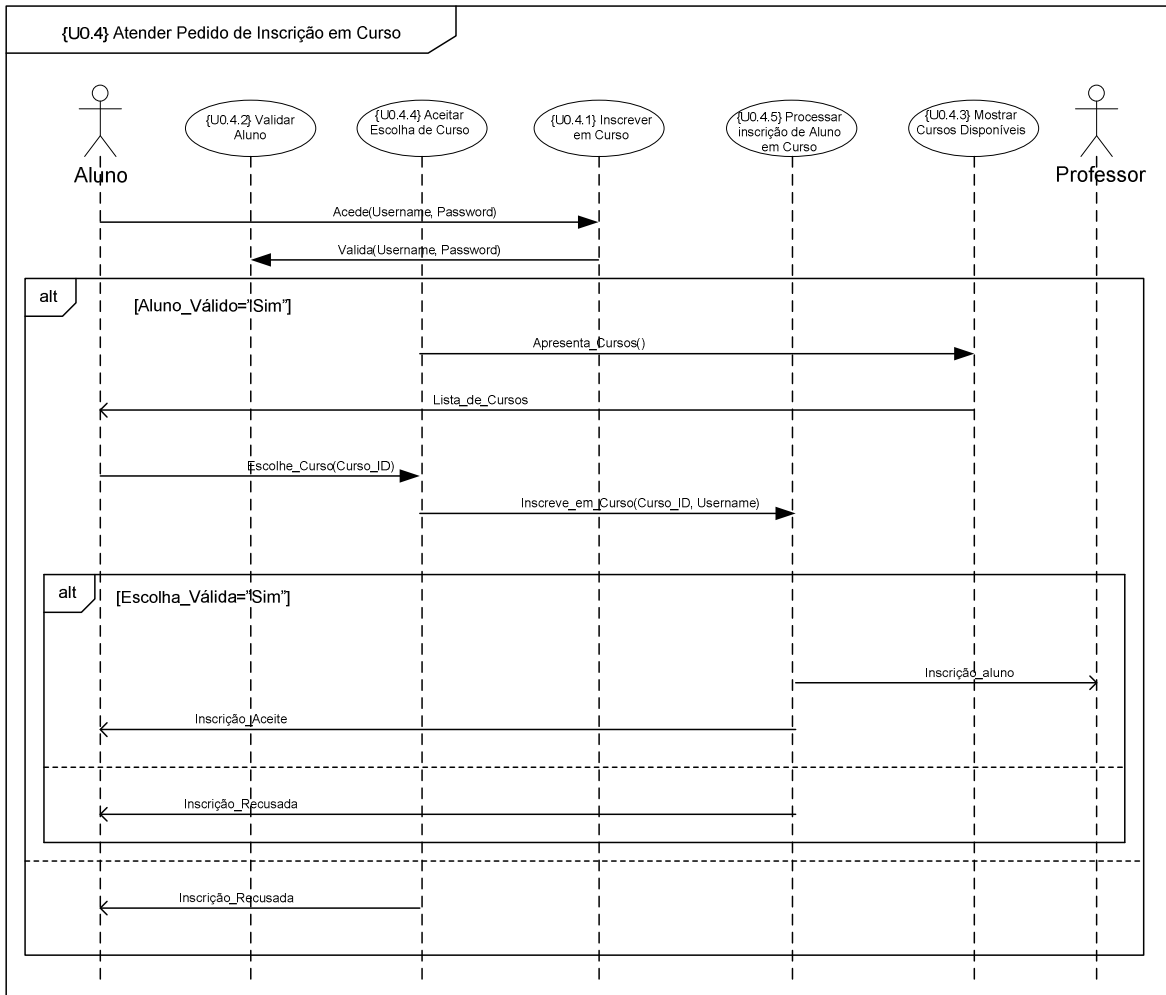 {U0.4} Atender Pedido de Inscrição em Curso
Aluno
{U0.4.2} Validar
Aluno
{U0.4.4} Aceitar
Escolha de Curso
{U0.4.1} Inscrever
em Curso
{U0.4.5} Processar
inscrição de Aluno
em Curso
{U0.4.3} Mostrar
Cursos Disponíveis
Professor
Acede(Username, Password)
Valida(Username, Password)
alt
[Aluno_Válido="Sim"]
Apresenta_Cursos()
Lista_de_Cursos
Escolhe_Curso(Curso_ID)
Inscreve_em_Curso(Curso_ID, Username)
alt
[Escolha_Válida="Sim"]
Inscrição_aluno
Inscrição_Aceite
Inscrição_Recusada
Inscrição_Recusada